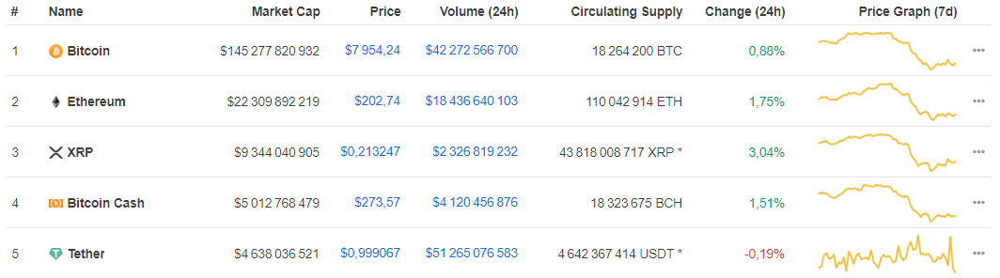 # Name Market Cap Price Volume (24h) Circulating Supply Change (24h) Price Graph (7d)
1 Bitcoin $145 277 820 932 $7 954,24 $42 272 566 700 18 264 200 BTC 0,88% •••
2 Ethereum $22 309 892 219 $202,74 $18 436 640 103 110 042 914 ETH 1,75% •••
3 XRP $9 344 040 905 $0,213247 $2 326 819 232 43 818 008 717 XRP * 3,04% •••
4 Bitcoin Cash $5 012 768 479 $273,57 $4 120 456 876 18 323 675 BCH 1,51% •••
5 Tether $4 638 036 521 $0,999067 $51 265 076 583 4 642 367 414 USDT * -0,19% •••